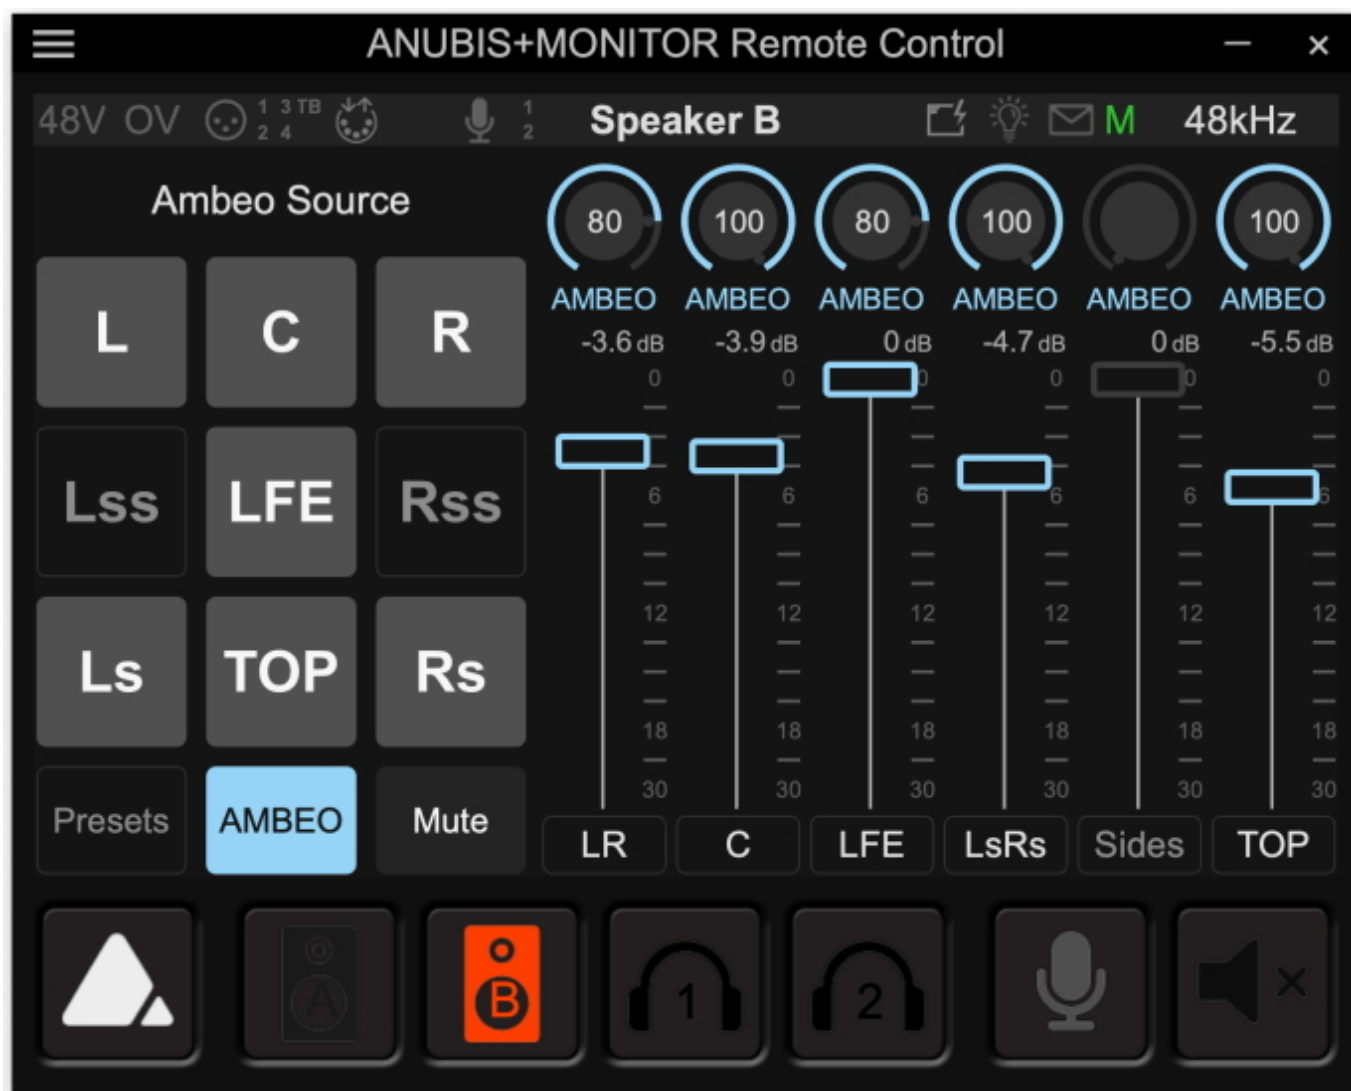 ANUBIS+MONITOR Remote Control
48V OV 1 3 TB 1 Speaker B M 48kHz
2 4 2
Ambeo Source
80 100 80 100 100
AMBEO AMBEO AMBEO AMBEO AMBEO AMBEO
-3.6 dB -3.9 dB 0 dB -4.7 dB 0 dB -5.5 dB
L C R
0 0 0 0 0 0
Lss LFE Rss
6 6 6 6 6 6
12 12 12 12 12 12
Ls TOP Rs
18 18 18 18 18 18
30 30 30 30 30 30
Presets AMBEO Mute
LR C LFE LsRs Sides TOP
A B 1 2